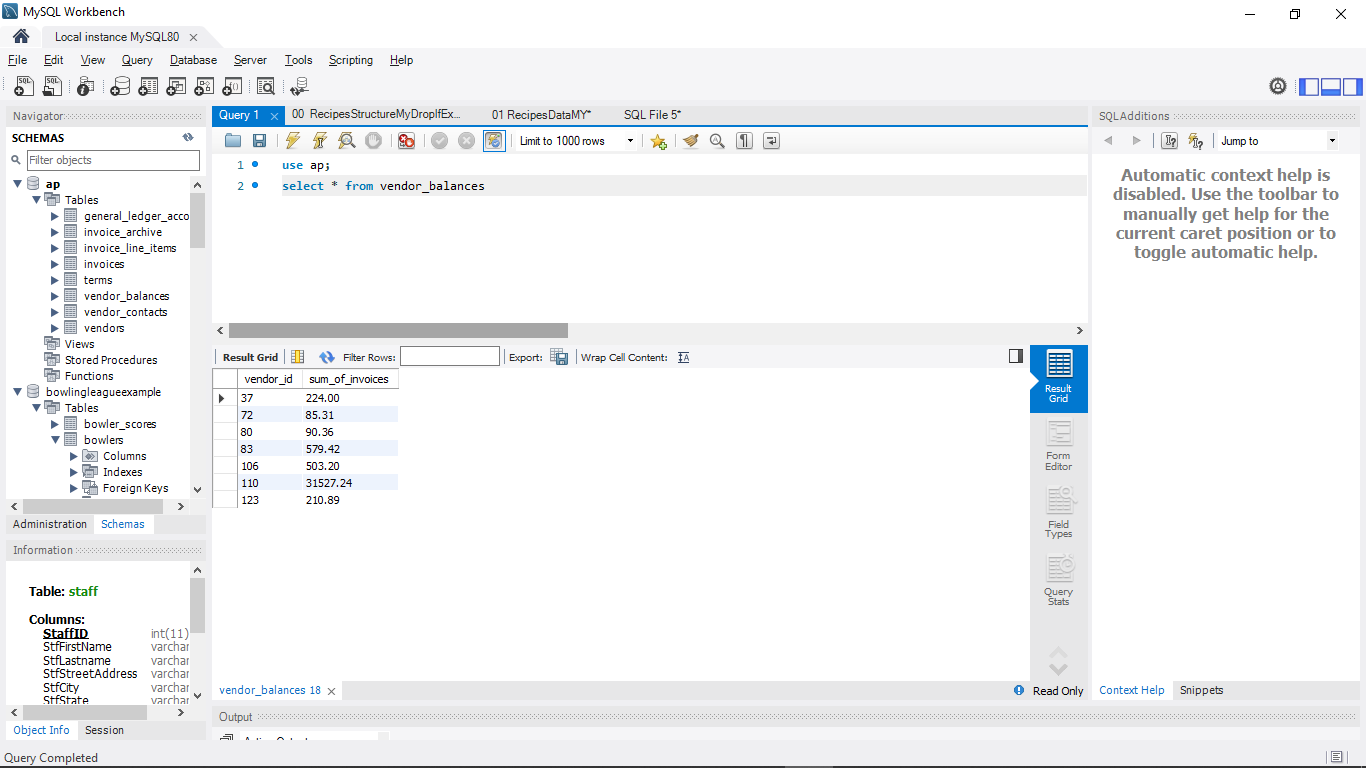 MySQL Workbench
Local instance MySQL80
File Edit View Query Database Server Tools Scripting Help
Navigator
SCHEMAS
Filter objects
ap
Tables
general_ledger_acco
invoice_archive
invoice_line_items
invoices
terms
vendor_balances
vendor_contacts
vendors
Views
Stored Procedures
Functions
bowlingleagueexample
Tables
bowler_scores
bowlers
Columns
Indexes
Foreign Keys
Administration Schemas
Information
Table: staff
Columns:
StaffID int(11)
StfFirstName varchar
StfLastname varchar
StfStreetAddress varchar
StfCity varchar
StfState varchar
Object Info Session
Query 1 00 RecipesStructureMyDropIfEx... 01 RecipesDataMY* SQL File 5*
Limit to 1000 rows
1 use ap;
2 select * from vendor_balances
Result Grid Filter Rows: Export: Wrap Cell Content:
vendor_id sum_of_invoices
37 224.00
72 85.31
80 90.36
83 579.42
106 503.20
110 31527.24
123 210.89
Result
Grid
Form
Editor
Field
Types
Query
Stats
vendor_balances 18
Read Only
Output
SQLAdditions
Jump to
Automatic context help is
disabled. Use the toolbar to
manually get help for the
current caret position or to
toggle automatic help.
Context Help Snippets
Query Completed